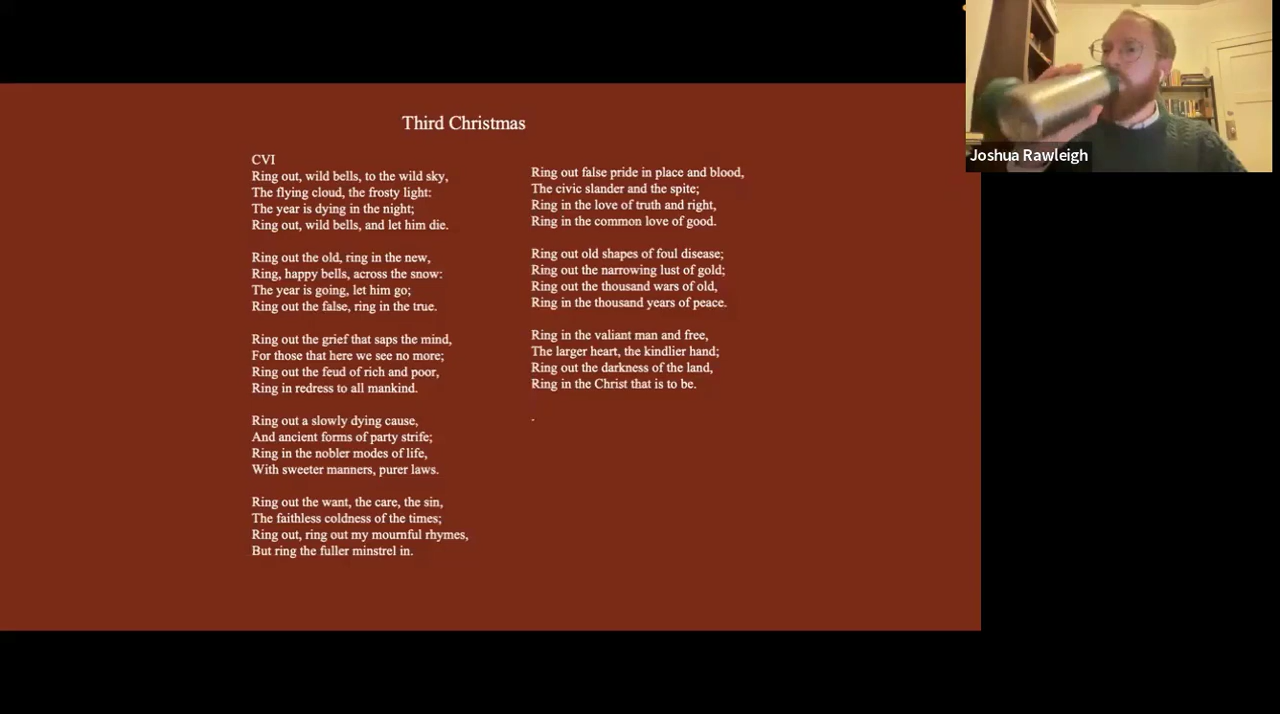 Third Christmas
CVI
Ring out, wild bells, to the wild sky,
The flying cloud, the frosty light:
The year is dying in the night;
Ring out, wild bells, and let him die.
Ring out the old, ring in the new,
Ring, happy bells, across the snow:
The year is going, let him go;
Ring out the false, ring in the true.
Ring out the grief that saps the mind,
For those that here we see no more;
Ring out the feud of rich and poor,
Ring in redress to all mankind.
Ring out a slowly dying cause,
And ancient forms of party strife;
Ring in the nobler modes of life,
With sweeter manners, purer laws.
Ring out the want, the care, the sin,
The faithless coldness of the times;
Ring out, ring out my mournful rhymes,
But ring the fuller minstrel in.
Ring out false pride in place and blood,
The civic slander and the spite;
Ring in the love of truth and right,
Ring in the common love of good.
Ring out old shapes of foul disease;
Ring out the narrowing lust of gold;
Ring out the thousand wars of old,
Ring in the thousand years of peace.
Ring in the valiant man and free,
The larger heart, the kindlier hand;
Ring out the darkness of the land,
Ring in the Christ that is to be.
.
Joshua Rawleigh